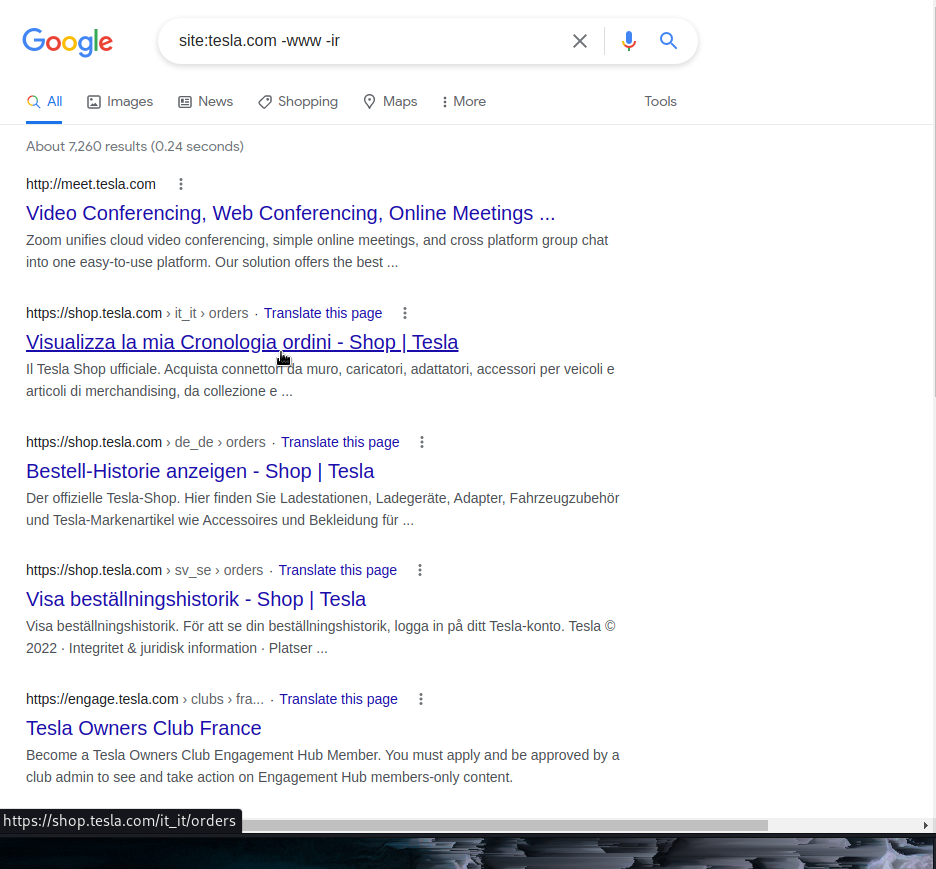 Google
site:tesla.com -www -ir
All Images News Shopping Maps More Tools
About 7,260 results (0.24 seconds)
http://meet.tesla.com
Video Conferencing, Web Conferencing, Online Meetings ...
Zoom unifies cloud video conferencing, simple online meetings, and cross platform group chat
into one easy-to-use platform. Our solution offers the best ...
https://shop.tesla.com › it_it › orders · Translate this page
Visualizza la mia Cronologia ordini - Shop | Tesla
Il Tesla Shop ufficiale. Acquista connettori da muro, caricatori, adattatori, accessori per veicoli e
articoli di merchandising, da collezione e ...
https://shop.tesla.com › de_de › orders · Translate this page
Bestell-Historie anzeigen - Shop | Tesla
Der offizielle Tesla-Shop. Hier finden Sie Ladestationen, Ladegeräte, Adapter, Fahrzeugzubehör
und Tesla-Markenartikel wie Accessoires und Bekleidung für ...
https://shop.tesla.com › sv_se › orders · Translate this page
Visa beställningshistorik - Shop | Tesla
Visa beställningshistorik. För att se din beställningshistorik, logga in på ditt Tesla-konto. Tesla ©
2022 · Integritet & juridisk information · Platser ...
https://engage.tesla.com › clubs › fra... · Translate this page
Tesla Owners Club France
Become a Tesla Owners Club Engagement Hub Member. You must apply and be approved by a
club admin to see and take action on Engagement Hub members-only content.
https://shop.tesla.com/it_it/orders